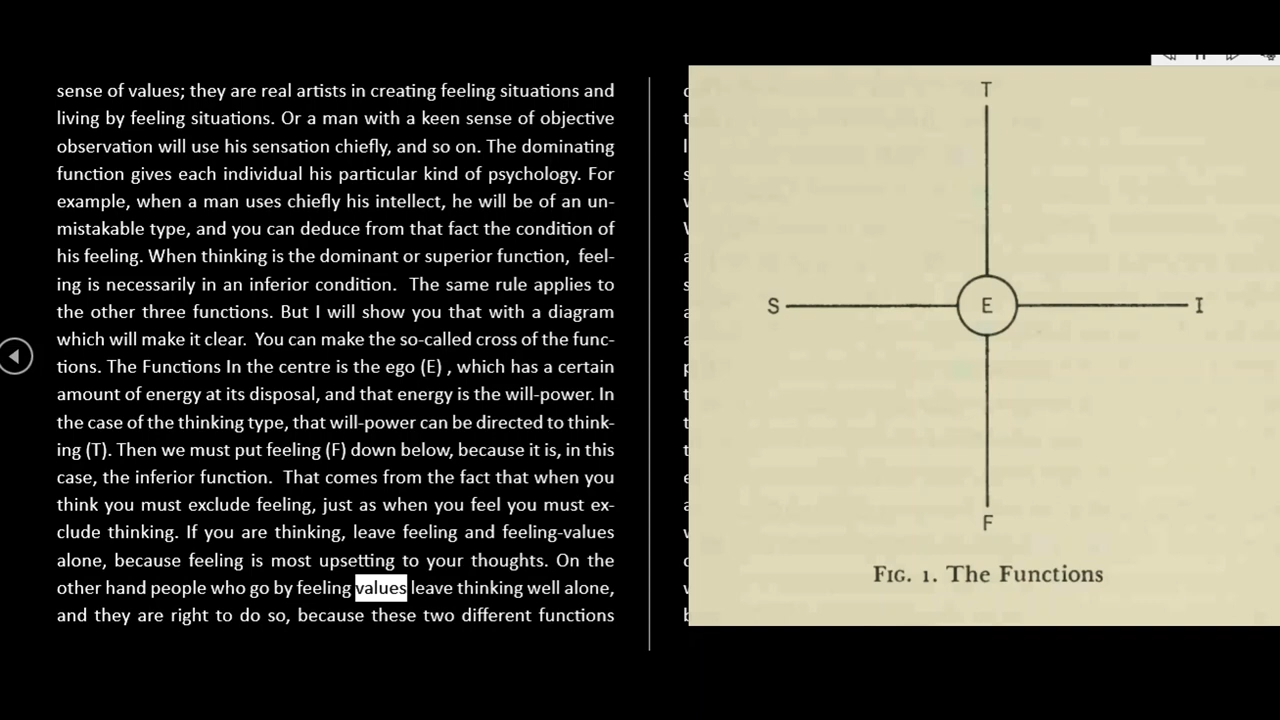 sense of values; they are real artists in creating feeling situations and
living by feeling situations. Or a man with a keen sense of objective
observation will use his sensation chiefly, and so on. The dominating
function gives each individual his particular kind of psychology. For
example, when a man uses chiefly his intellect, he will be of an un-
mistakable type, and you can deduce from that fact the condition of
his feeling. When thinking is the dominant or superior function, feel-
ing is necessarily in an inferior condition. The same rule applies to
the other three functions. But I will show you that with a diagram
which will make it clear. You can make the so-called cross of the func-
tions. The Functions In the centre is the ego (E) , which has a certain
amount of energy at its disposal, and that energy is the will-power. In
the case of the thinking type, that will-power can be directed to think-
ing (T). Then we must put feeling (F) down below, because it is, in this
case, the inferior function. That comes from the fact that when you
think you must exclude feeling, just as when you feel you must ex-
clude thinking. If you are thinking, leave feeling and feeling-values
alone, because feeling is most upsetting to your thoughts. On the
other hand people who go by feeling values leave thinking well alone,
and they are right to do so, because these two different functions
T
S E I
F
FIG. 1. The Functions